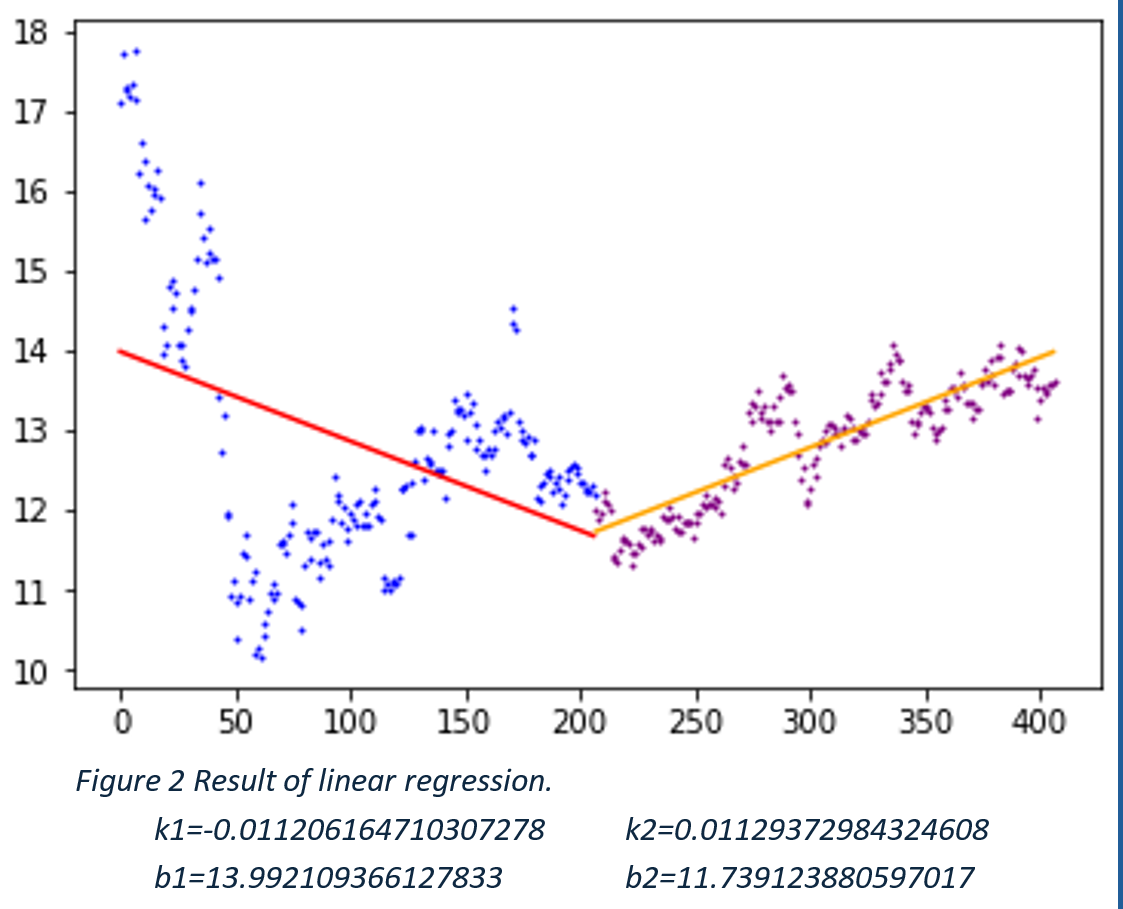 18
17
16
15
14
13
12
11
10
0 50 100 150 200 250 300 350 400
Figure 2 Result of linear regression.
k1=-0.011206164710307278 k2=0.01129372984324608
b1=13.992109366127833 b2=11.739123880597017